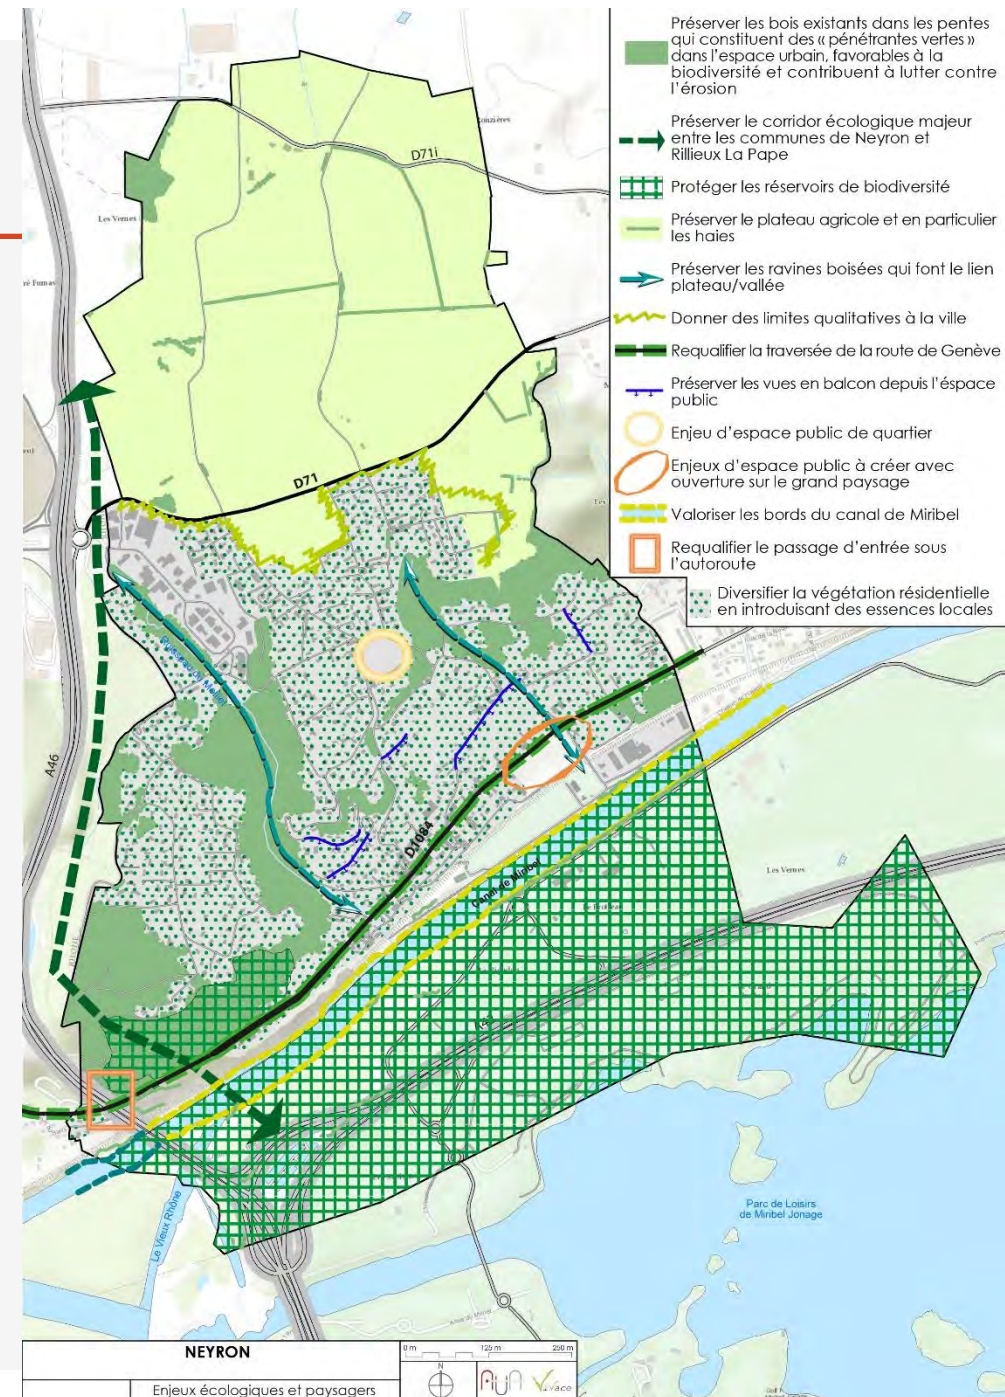 Préserver les bois existants dans les pentes
qui constituent des « pénétrantes vertes »
dans l'espace urbain, favorables à la
biodiversité et contribuent à lutter contre
l'érosion
Préserver le corridor écologique majeur
entre les communes de Neyron et
Rillieux La Pape
Protéger les réservoirs de biodiversité
Préserver le plateau agricole et en particulier
les haies
Préserver les ravines boisées qui font le lien
plateau/vallée
Donner des limites qualitatives à la ville
Requalifier la traversée de la route de Genève
Préserver les vues en balcon depuis l'éspace
public
Enjeu d'espace public de quartier
Enjeux d'espace public à créer avec
ouverture sur le grand paysage
Valoriser les bords du canal de Miribel
Requalifier le passage d'entrée sous
l'autoroute
Diversifier la végétation résidentielle
en introduisant des essences locales
D71i
Les Vernes
D71
A46
D1084
Canal de Miribel
Les Vernes
Le Vieux Rhône
Parc de Loisirs
de Miribel Jonage
NEYRON
Enjeux écologiques et paysagers
0 m
125 m
250 m
N